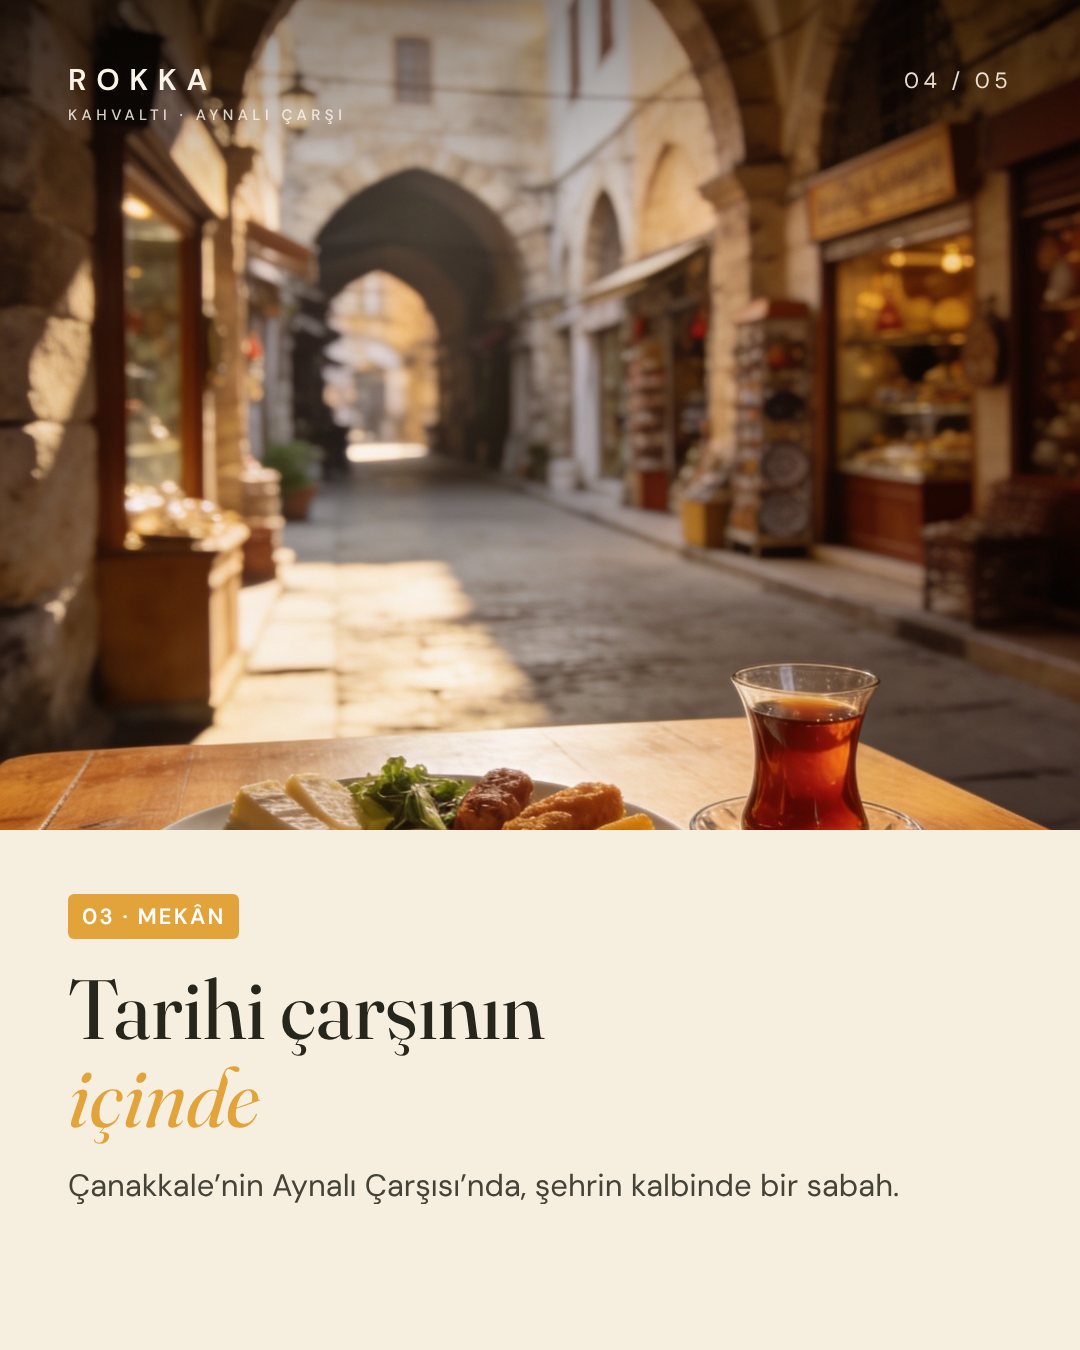 ROKKA
04 / 05
KAHVALTI · AYNALI ÇARŞI
03 · MEKÂN
Tarihi çarşının
içinde
Çanakkale’nin Aynalı Çarşısı’nda, şehrin kalbinde bir sabah.